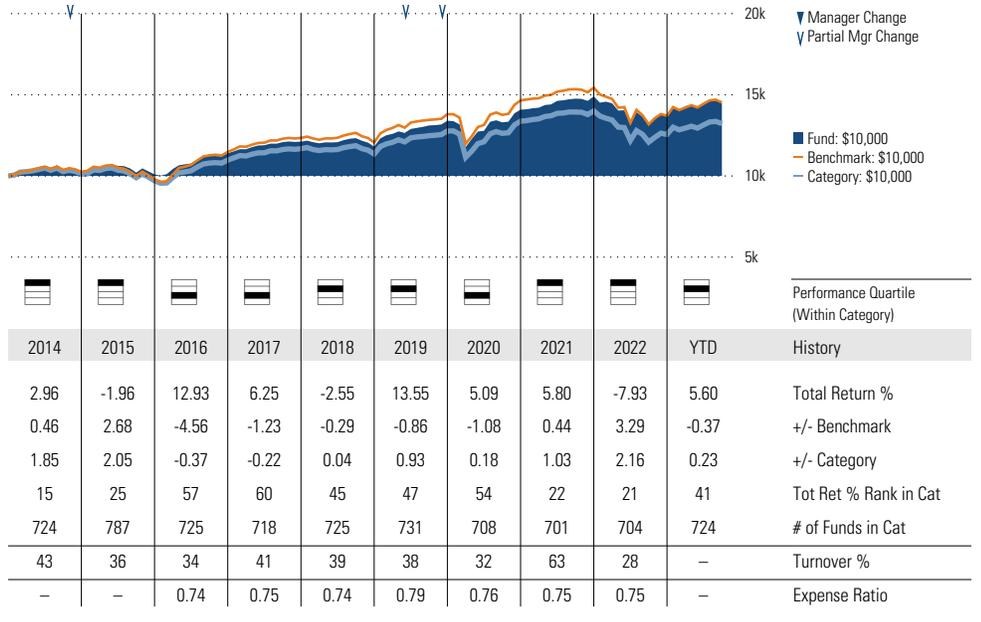 20k
Manager Change
Partial Mgr Change
15k
Fund: $10,000
Benchmark: $10,000
10k
Category: $10,000
5k
Performance Quartile
(Within Category)
2014 2015 2016 2017 2018 2019 2020 2021 2022 YTD History
2.96 -1.96 12.93 6.25 -2.55 13.55 5.09 5.80 -7.93 5.60 Total Return %
0.46 2.68 -4.56 -1.23 -0.29 -0.86 -1.08 0.44 3.29 -0.37 +/- Benchmark
1.85 2.05 -0.37 -0.22 0.04 0.93 0.18 1.03 2.16 0.23 +/- Category
15 25 57 60 45 47 54 22 21 41 Tot Ret % Rank in Cat
724 787 725 718 725 731 708 701 704 724 # of Funds in Cat
43 36 34 41 39 38 32 63 28 – Turnover %
– – 0.74 0.75 0.74 0.79 0.76 0.75 0.75 – Expense Ratio